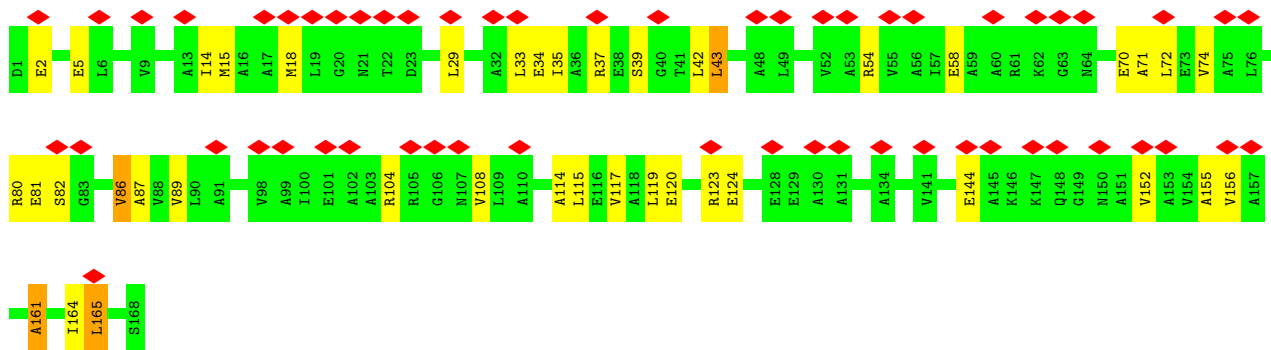 D1 E2 E5 L6 V9 A13 I14 M15 A16 A17 M18 L19 G20 N21 T22 D23 L29 A32 L33 E34 I35 A36 R37 E38 S39 G40 T41 L42 L43 A48 L49 V52 A53 R54 V55 A56 I57 E58 A59 A60 R61 K62 G63 N64 E70 A71 L72 E73 V74 A75 L76
R80 E81 S82 G83 V86 A87 V88 V89 L90 A91 V98 A99 I100 E101 A102 A103 R104 R105 G106 N107 V108 L109 A110 A114 L115 E116 V117 A118 L119 E120 R123 E124 E128 E129 A130 A131 A134 V141 E144 A145 K146 K147 Q148 G149 N150 A151 V152 A153 V154 A155 V156 A157
A161 I164 L165 S168